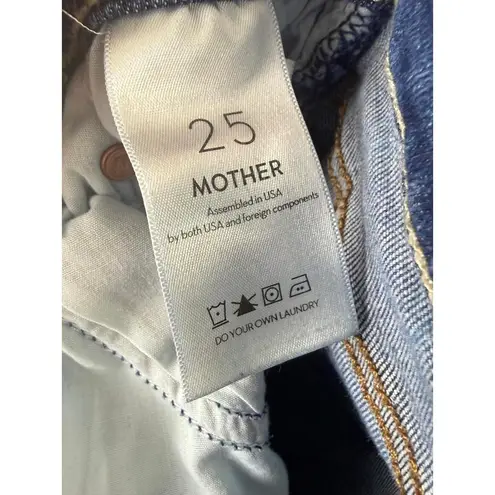 25
MOTHER
Assembled in USA
by both USA and foreign components
DO YOUR OWN LAUNDRY